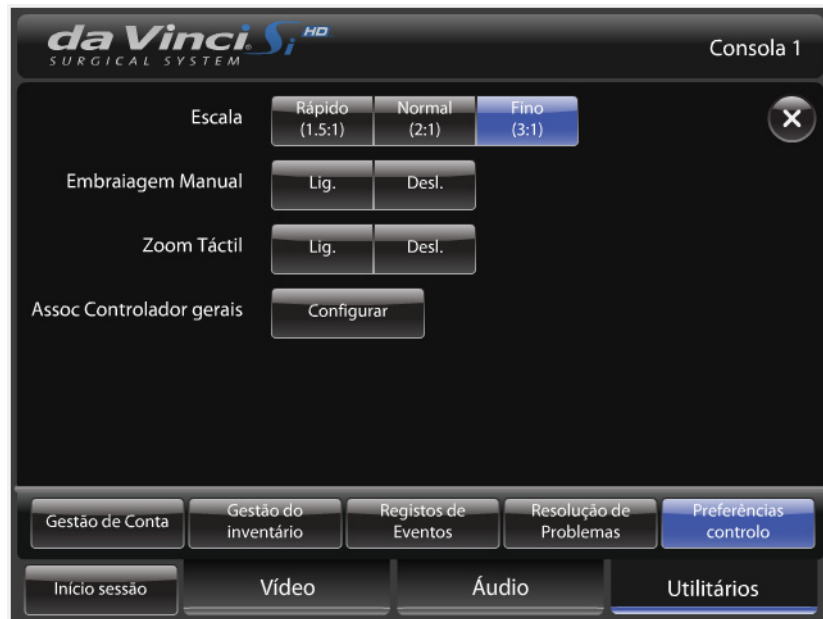 da Vinci. Si HD
SURGICAL SYSTEM
Consola 1
Escala
Rápido
(1.5:1)
Normal
(2:1)
Fino
(3:1)
Embraiagem Manual
Lig.
Desl.
Zoom Táctil
Lig.
Desl.
Assoc Controlador gerais
Configurar
Gestão de Conta
Gestão do
inventário
Registos de
Eventos
Resolução de
Problemas
Preferências
controlo
Início sessão
Vídeo
Áudio
Utilitários